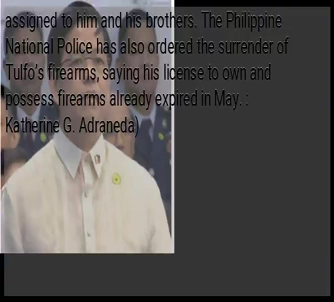 assigned to him and his brothers. The Philippine
National Police has also ordered the surrender of
Tulfo's firearms, saying his license to own and
possess firearms already expired in May. :
Katherine G. Adraneda)